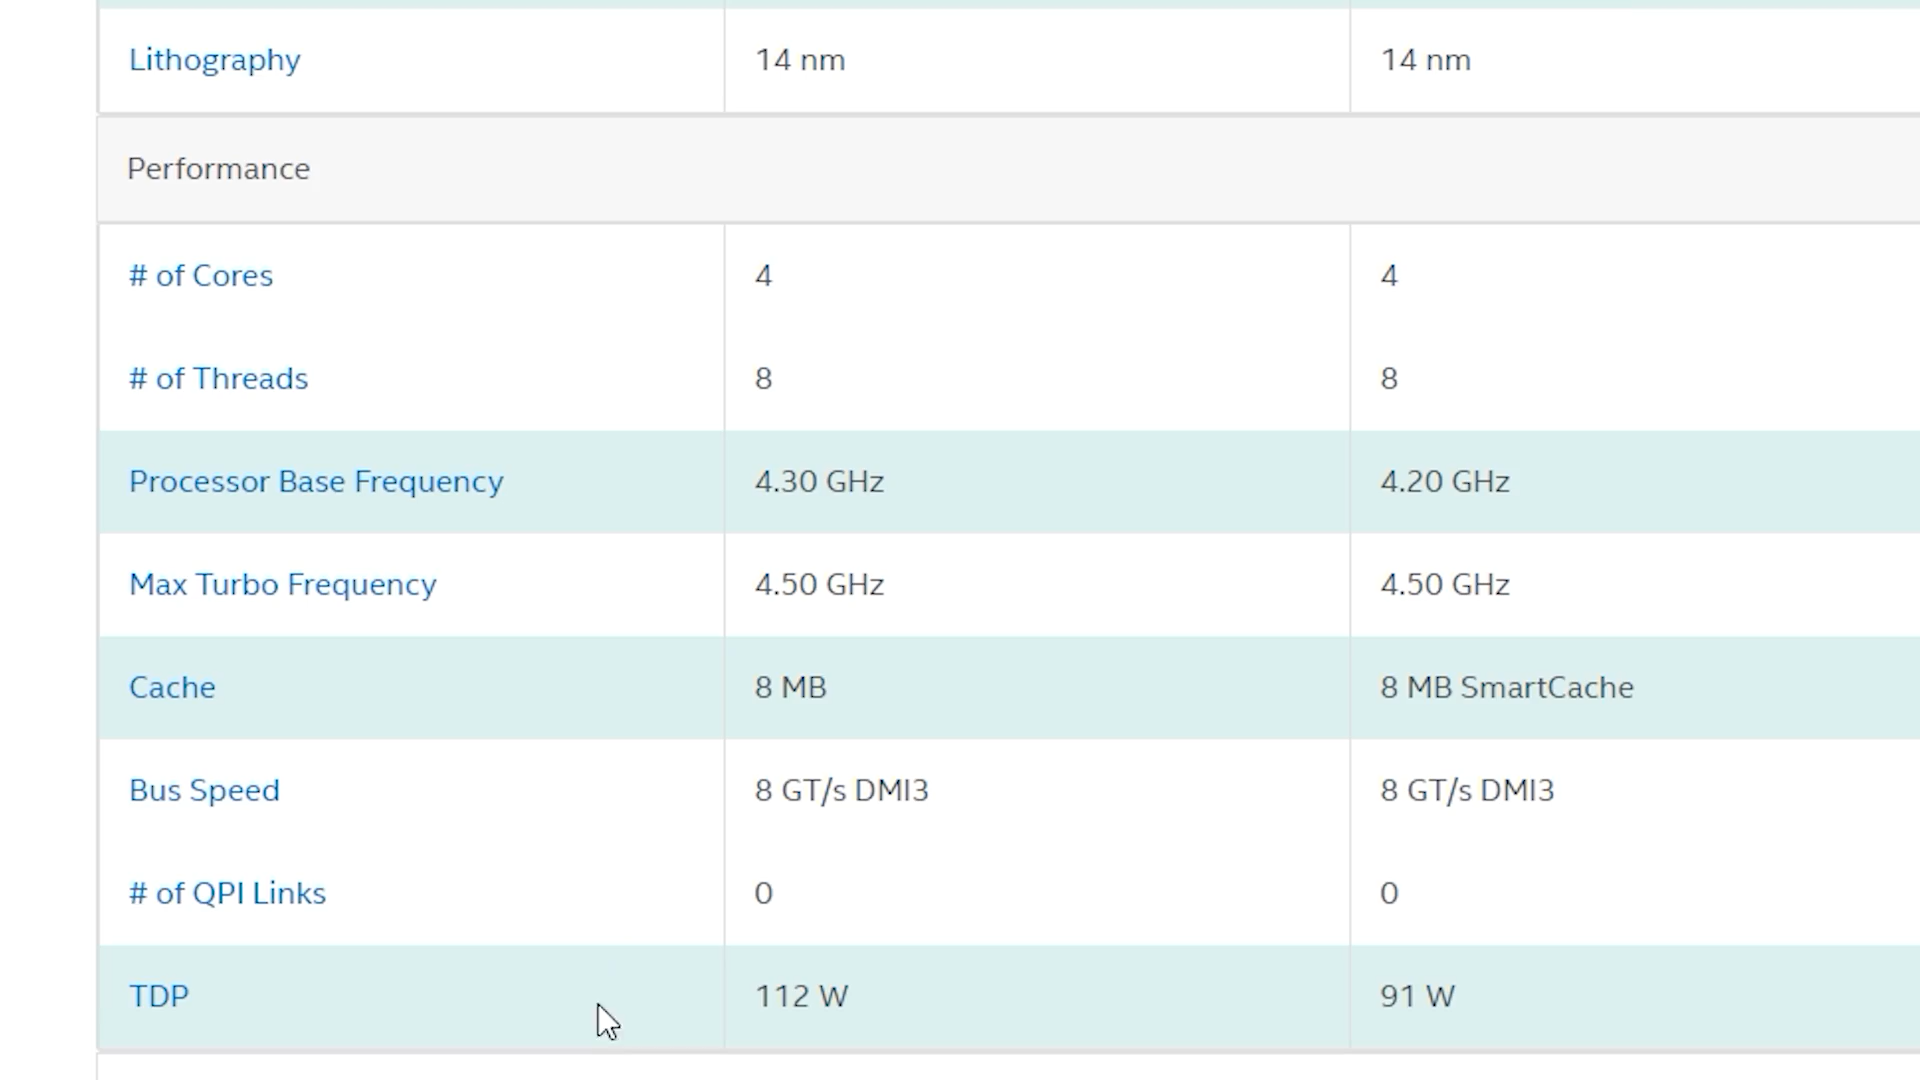 Lithography 14 nm 14 nm
Performance
# of Cores 4 4
# of Threads 8 8
Processor Base Frequency 4.30 GHz 4.20 GHz
Max Turbo Frequency 4.50 GHz 4.50 GHz
Cache 8 MB 8 MB SmartCache
Bus Speed 8 GT/s DMI3 8 GT/s DMI3
# of QPI Links 0 0
TDP 112 W 91 W